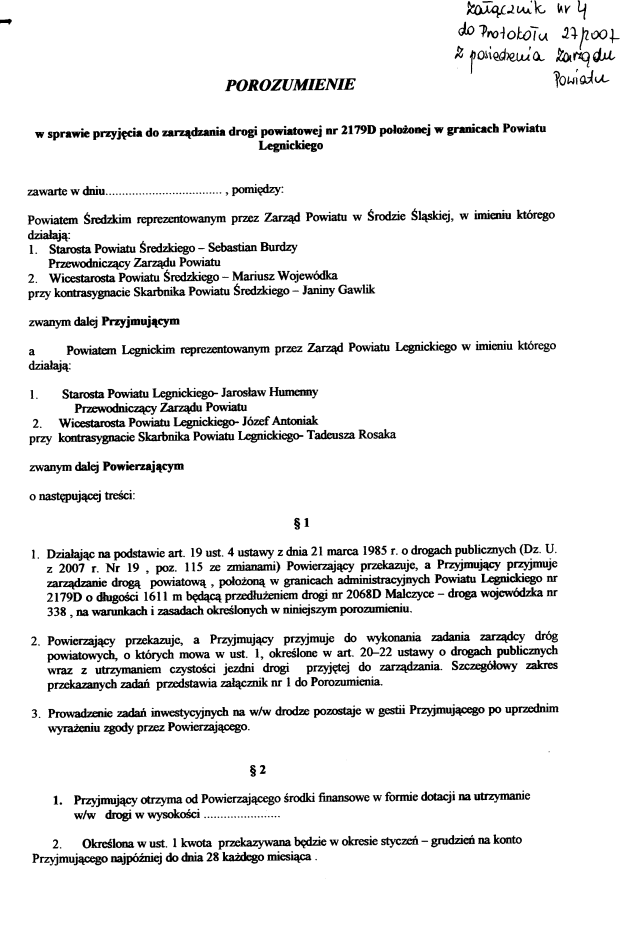 Załącznik nr 4
do Protokołu 27/2007
z posiedzenia Zarządu
Powiatu
POROZUMIENIE
w sprawie przyjęcia do zarządzania drogi powiatowej nr 2179D położonej w granicach Powiatu
Legnickiego
zawarte w dniu.................................. , pomiędzy:
Powiatem Średzkim reprezentowanym przez Zarząd Powiatu w Środzie Śląskiej, w imieniu którego
działają:
1. Starosta Powiatu Średzkiego – Sebastian Burdzy
Przewodniczący Zarządu Powiatu
2. Wicestarosta Powiatu Średzkiego – Mariusz Wojewódka
przy kontrasygnacie Skarbnika Powiatu Średzkiego – Janiny Gawlik
zwanym dalej Przyjmującym
a Powiatem Legnickim reprezentowanym przez Zarząd Powiatu Legnickiego w imieniu którego
działają:
1. Starosta Powiatu Legnickiego- Jarosław Humenny
Przewodniczący Zarządu Powiatu
2. Wicestarosta Powiatu Legnickiego- Józef Antoniak
przy kontrasygnacie Skarbnika Powiatu Legnickiego- Tadeusza Rosaka
zwanym dalej Powierzającym
o następującej treści:
§ 1
1. Działając na podstawie art. 19 ust. 4 ustawy z dnia 21 marca 1985 r. o drogach publicznych (Dz. U.
z 2007 r. Nr 19 , poz. 115 ze zmianami) Powierzający przekazuje, a Przyjmujący przyjmuje
zarządzanie drogą powiatową , położoną w granicach administracyjnych Powiatu Legnickiego nr
2179D o długości 1611 m będącą przedłużeniem drogi nr 2068D Malczyce – droga wojewódzka nr
338 , na warunkach i zasadach określonych w niniejszym porozumieniu.
2. Powierzający przekazuje, a Przyjmujący przyjmuje do wykonania zadania zarządcy dróg
powiatowych, o których mowa w ust. 1, określone w art. 20–22 ustawy o drogach publicznych
wraz z utrzymaniem czystości jezdni drogi przyjętej do zarządzania. Szczegółowy zakres
przekazanych zadań przedstawia załącznik nr 1 do Porozumienia.
3. Prowadzenie zadań inwestycyjnych na w/w drodze pozostaje w gestii Przyjmującego po uprzednim
wyrażeniu zgody przez Powierzającego.
§ 2
1. Przyjmujący otrzyma od Powierzającego środki finansowe w formie dotacji na utrzymanie
w/w drogi w wysokości .......................
2. Określona w ust. 1 kwota przekazywana będzie w okresie styczeń – grudzień na konto
Przyjmującego najpóźniej do dnia 28 każdego miesiąca .